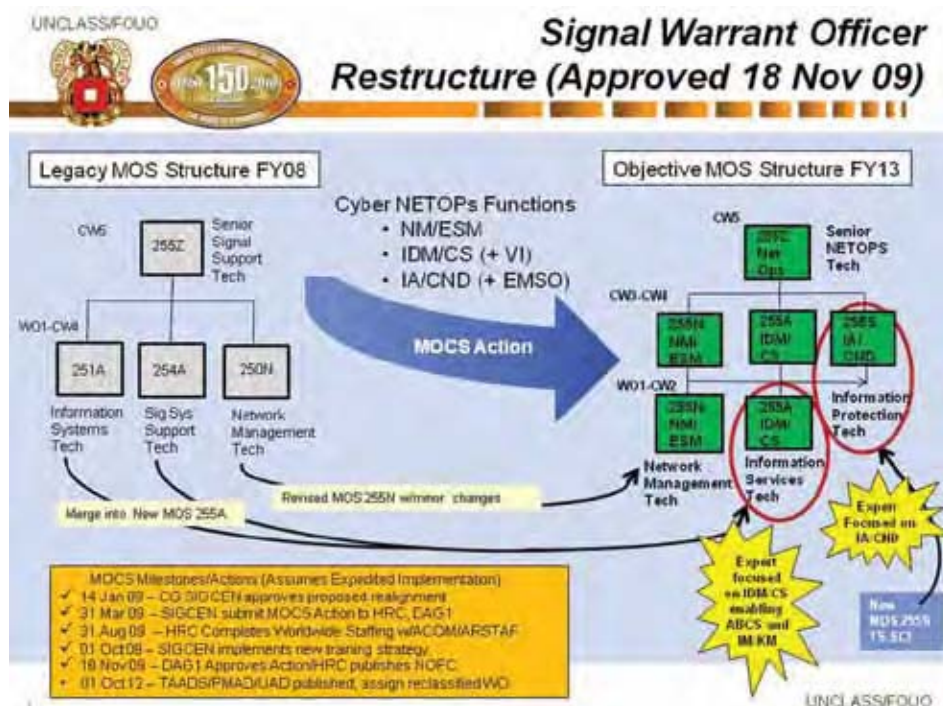 UNCLASS/FOUO
Signal Warrant Officer
Restructure (Approved 18 Nov 09)
150
Legacy MOS Structure FY08
Objective MOS Structure FY13
Cyber NETOPs Functions
• NM/ESM
• IDM/CS (+ VI)
• IA/CND (+ EMSO)
MOCS Action
CW5
255Z
Senior
Signal
Support
Tech
WO1-CW4
251A
254A
250N
Information
Systems
Tech
Sig Sys
Support
Tech
Network
Management
Tech
CW5
255Z
Net
Ops
Senior
NETOPS
Tech
CW3-CW4
255N
NM/
ESM
255A
IDM/
CS
255S
IA/
CND
WO1-CW2
255N
NM/
ESM
255A
IDM/
CS
Information
Protection
Tech
Network
Management
Tech
Information
Services
Tech
Revised MOS 255N w/minor changes
Merge into New MOS 255A
Expert
Focused on
IA/CND
Expert
focused
on IDM/CS
enabling
ABCS and
IM/KM
New
MOS
TS SCI
MOCS Milestones/Actions (Assumes Expedited Implementation)
✓ 14 Jan 09 – CG SIGCEN approves proposed realignment
✓ 31 Mar 09 – SIGCEN submit MOCS Action to HRC, DAG1
✓ 31 Aug 09 – HRC Completes Worldwide Staffing w/ACOM/ARSTAF
✓ 01 Oct 09 – SIGCEN implements new training strategy
✓ 18 Nov 09 – DAG1 Approves Action/HRC publishes NOFC
• 01 Oct 12 – TAADS/PMAD/UAD published, assign reclassified WO
UNCLASS/FOUO